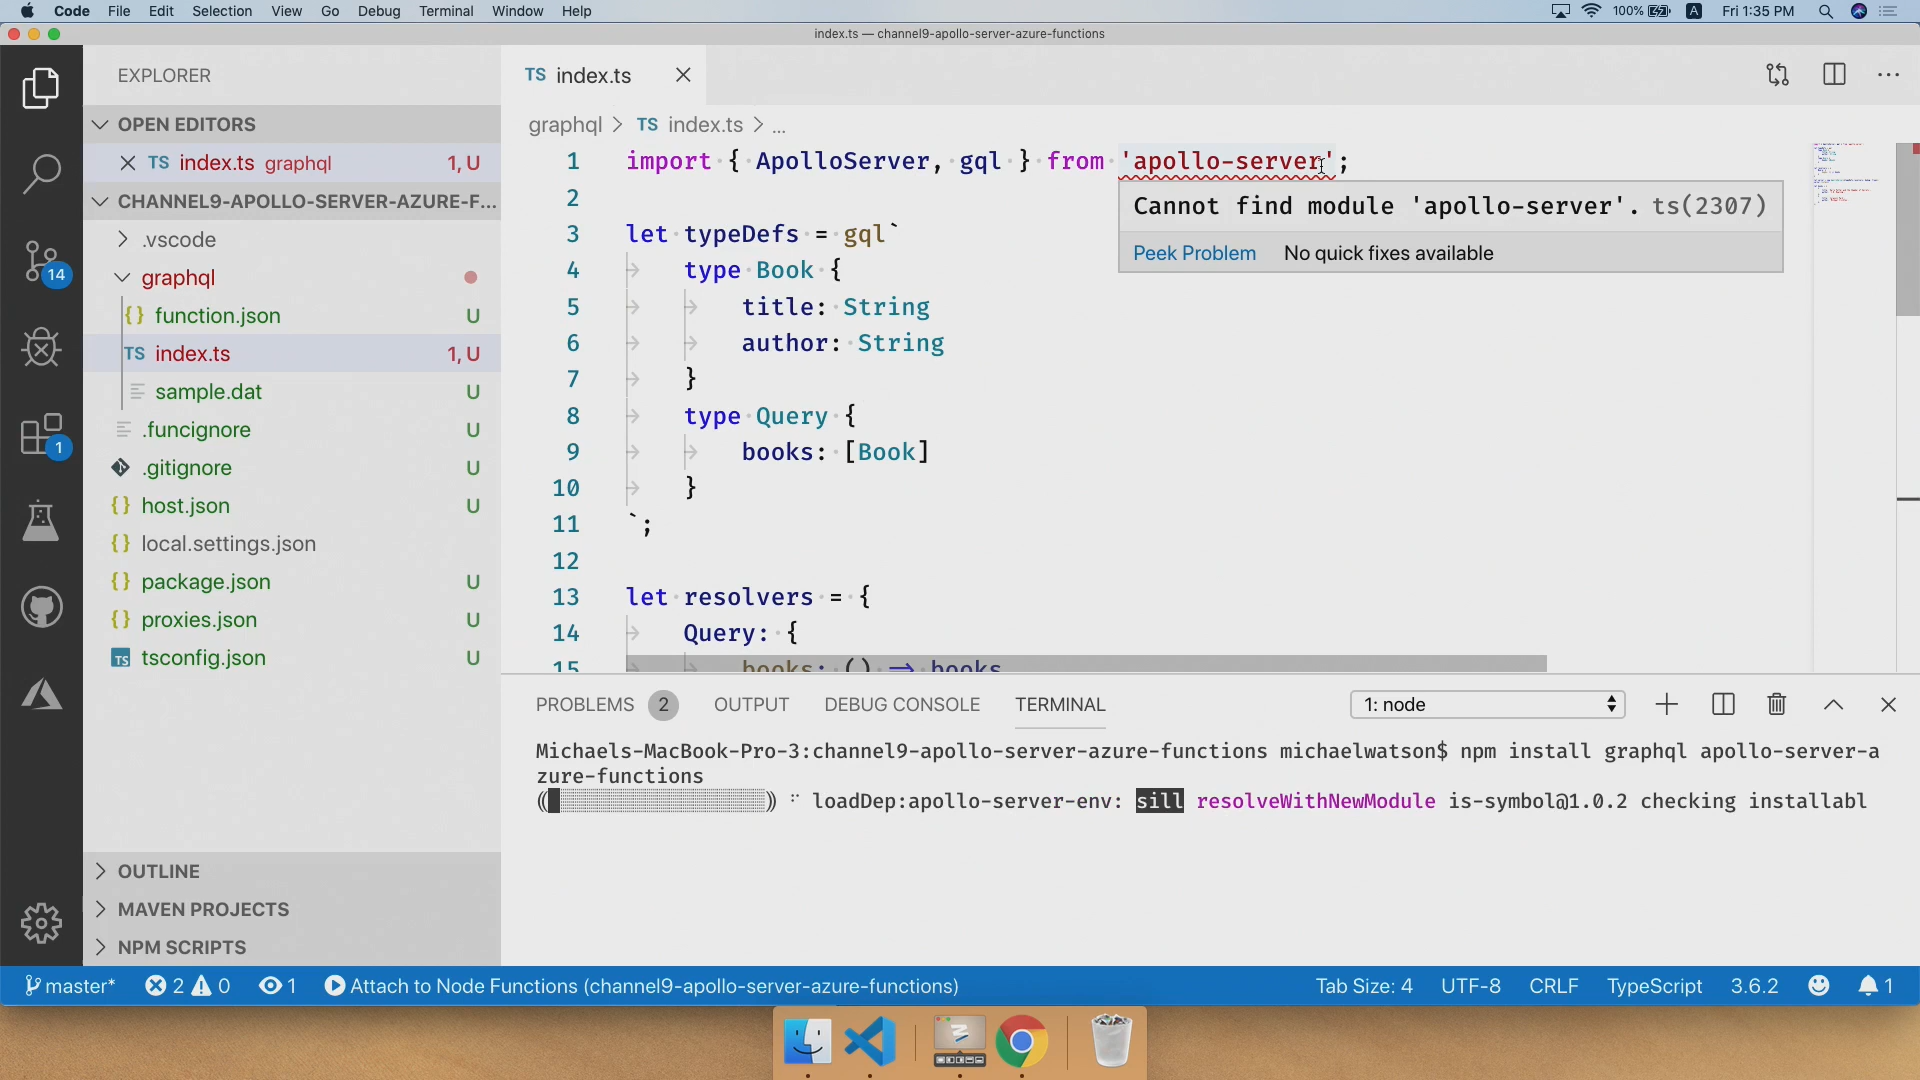 Code File Edit Selection View Go Debug Terminal Window Help 100% A Fri 1:35 PM
index.ts — channel9-apollo-server-azure-functions
EXPLORER
OPEN EDITORS
TS index.ts graphql 1, U
CHANNEL9-APOLLO-SERVER-AZURE-F...
.vscode
graphql
{} function.json U
TS index.ts 1, U
sample.dat U
.funcignore U
.gitignore U
{} host.json U
{} local.settings.json
{} package.json U
{} proxies.json U
TS tsconfig.json U
OUTLINE
MAVEN PROJECTS
NPM SCRIPTS
14
1
TS index.ts
graphql > TS index.ts > ...
1 import { ApolloServer, gql } from 'apollo-server';
2
3 let typeDefs = gql`
4 type Book {
5 title: String
6 author: String
7 }
8 type Query {
9 books: [Book]
10 }
11 `;
12
13 let resolvers = {
14 Query: {
15 books: () => books
Cannot find module 'apollo-server'. ts(2307)
Peek Problem No quick fixes available
PROBLEMS 2 OUTPUT DEBUG CONSOLE TERMINAL 1: node
Michaels-MacBook-Pro-3:channel9-apollo-server-azure-functions michaelwatson$ npm install graphql apollo-server-a
zure-functions
loadDep:apollo-server-env: sill resolveWithNewModule is-symbol@1.0.2 checking installabl
master* 2 0 1 Attach to Node Functions (channel9-apollo-server-azure-functions) Tab Size: 4 UTF-8 CRLF TypeScript 3.6.2 1